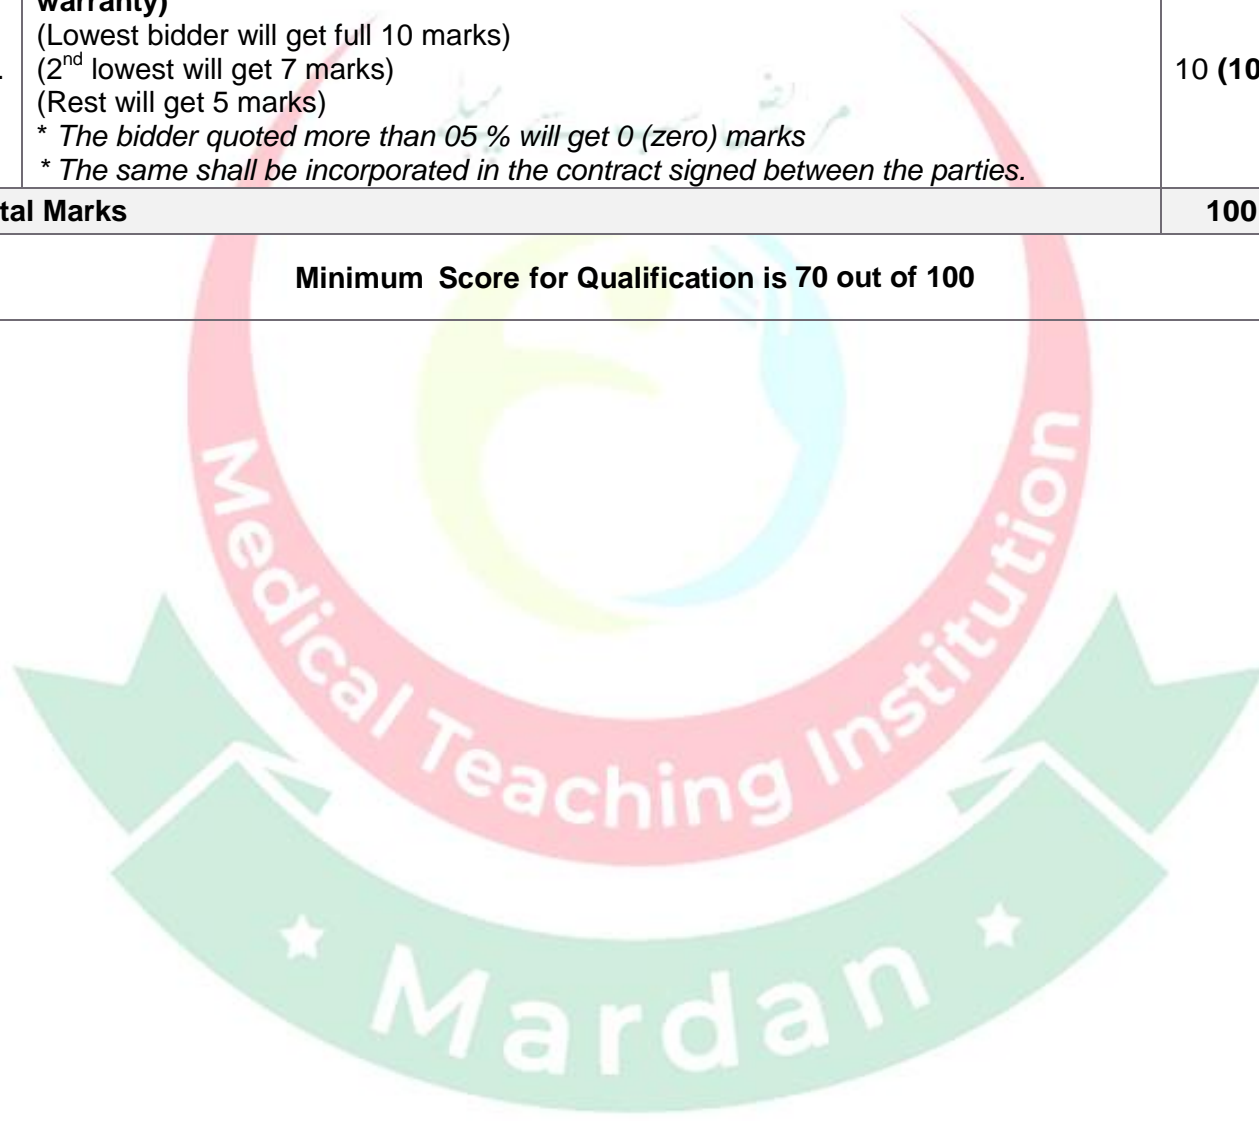 warranty)
(Lowest bidder will get full 10 marks)
. (2nd lowest will get 7 marks) 10 (10
(Rest will get 5 marks)
* The bidder quoted more than 05 % will get 0 (zero) marks
* The same shall be incorporated in the contract signed between the parties.
tal Marks 100
Minimum Score for Qualification is 70 out of 100
Medical Teaching Institution
Mardan